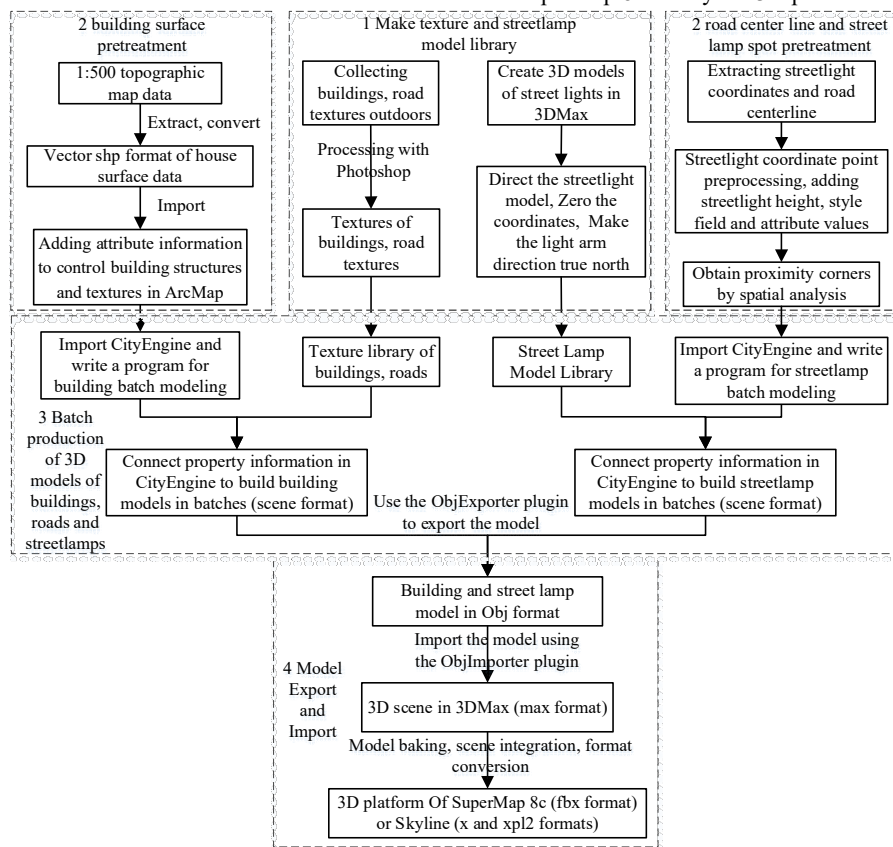 2 building surface
pretreatment
1:500 topographic
map data
Extract, convert
Vector shp format of house
surface data
Import
Adding attribute information
to control building structures
and textures in ArcMap
1 Make texture and streetlamp
model library
Collecting
buildings, road
textures outdoors
Processing with
Photoshop
Textures of
buildings, road
textures
Create 3D models
of street lights in
3DMax
Direct the streetlight
model, Zero the
coordinates, Make
the light arm
direction true north
2 road center line and street
lamp spot pretreatment
Extracting streetlight
coordinates and road
centerline
Streetlight coordinate point
preprocessing, adding
streetlight height, style
field and attribute values
Obtain proximity corners
by spatial analysis
Import CityEngine and
write a program for
building batch modeling
Texture library of
buildings, roads
Street Lamp
Model Library
Import CityEngine and write
a program for streetlamp
batch modeling
3 Batch
production
of 3D
models of
buildings,
roads and
streetlamps
Connect property information in
CityEngine to build building
models in batches (scene format)
Use the ObjExporter plugin
to export the model
Connect property information in
CityEngine to build streetlamp
models in batches (scene format)
Building and street lamp
model in Obj format
Import the model using
the ObjImporter plugin
4 Model
Export
and
Import
3D scene in 3DMax (max format)
Model baking, scene integration, format
conversion
3D platform Of SuperMap 8c (fbx format)
or Skyline (x and xpl2 formats)